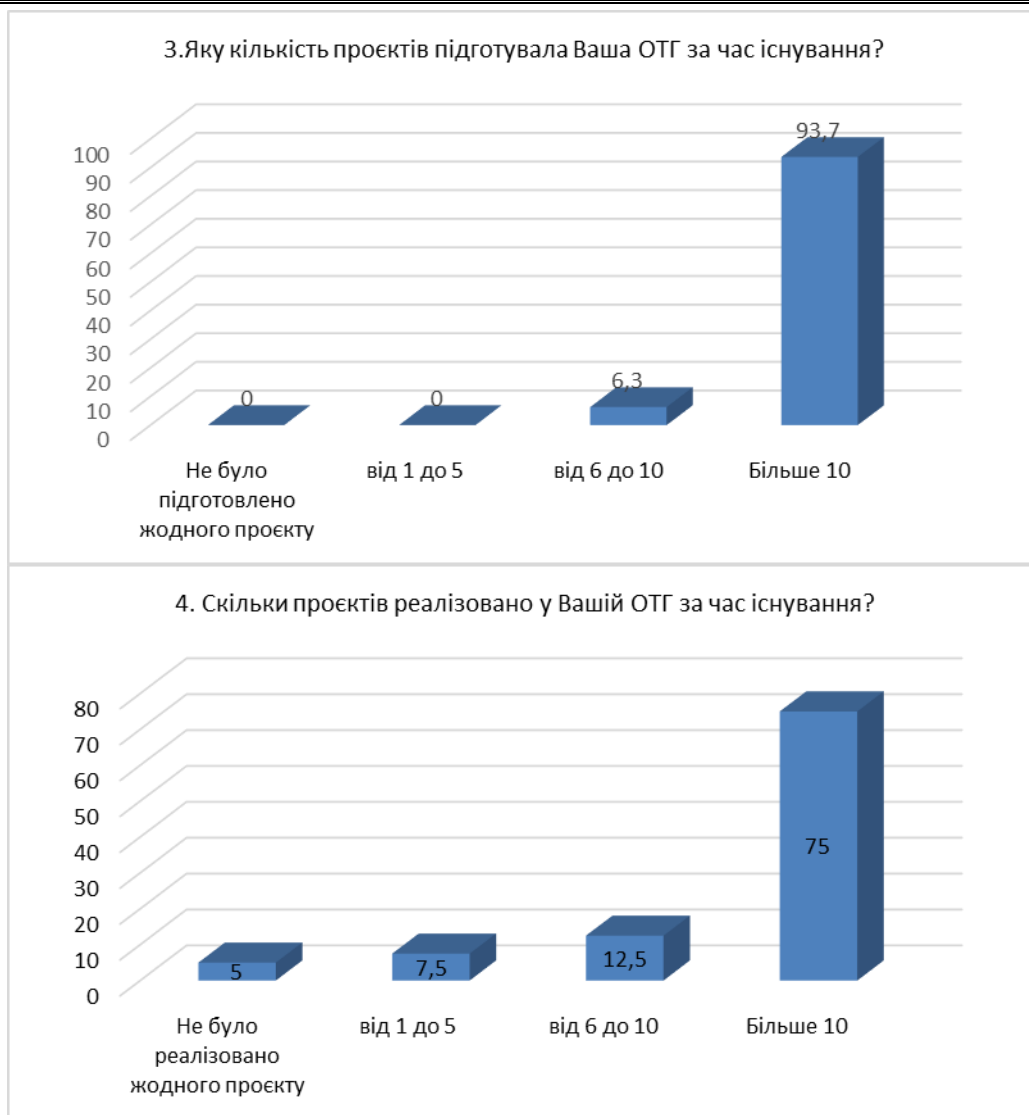 3.Яку кількість проєктів підготувала Ваша ОТГ за час існування?
93,7
100
90
80
70
60
50
40
30
20
10
0
0
0
6,3
Не було
підготовлено
жодного проєкту
від 1 до 5
від 6 до 10
Більше 10
4. Скільки проєктів реалізовано у Вашій ОТГ за час існування?
80
70
60
50
40
30
20
10
0
5
7,5
12,5
75
Не було
реалізовано
жодного проєкту
від 1 до 5
від 6 до 10
Більше 10